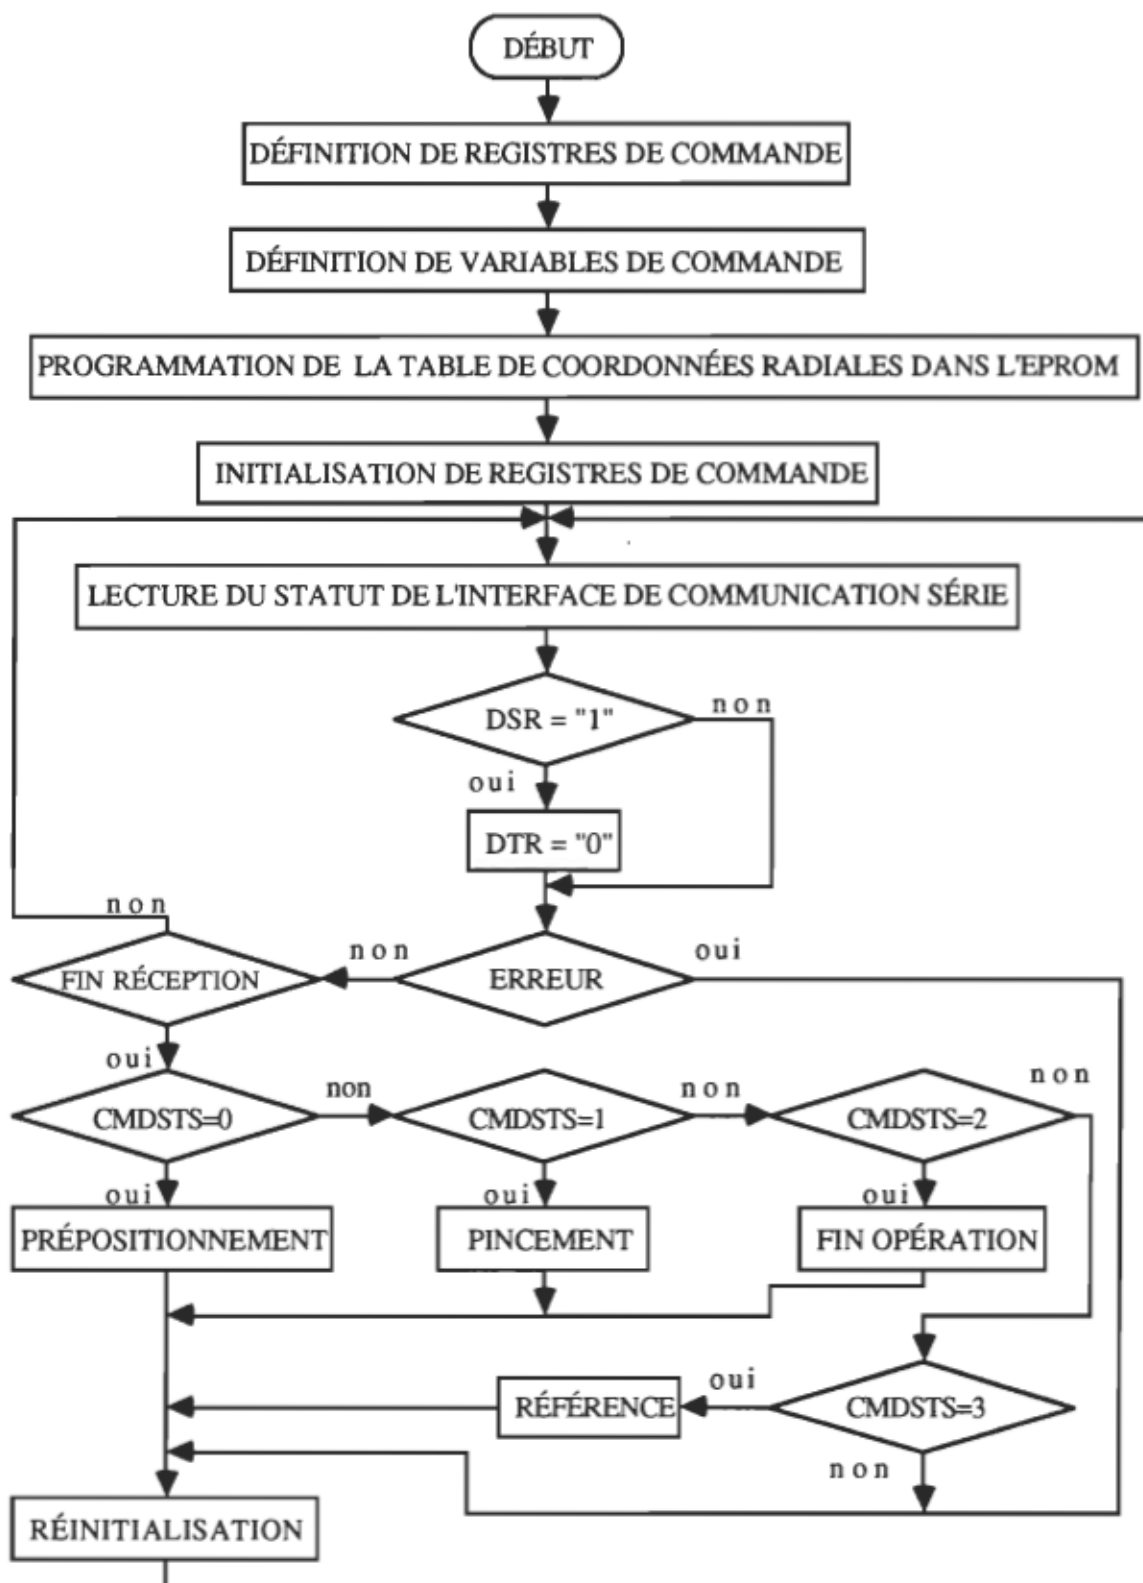 DÉBUT
DÉFINITION DE REGISTRES DE COMMANDE
DÉFINITION DE VARIABLES DE COMMANDE
PROGRAMMATION DE LA TABLE DE COORDONNÉES RADIALES DANS L'EPROM
INITIALISATION DE REGISTRES DE COMMANDE
LECTURE DU STATUT DE L'INTERFACE DE COMMUNICATION SÉRIE
DSR = "1"
non
oui
DTR = "0"
non
FIN RÉCEPTION
non
ERREUR
oui
oui
CMDSTS=0
non
CMDSTS=1
non
CMDSTS=2
non
oui
oui
oui
PRÉPOSITIONNEMENT
PINCEMENT
FIN OPÉRATION
RÉFÉRENCE
oui
CMDSTS=3
non
RÉINITIALISATION